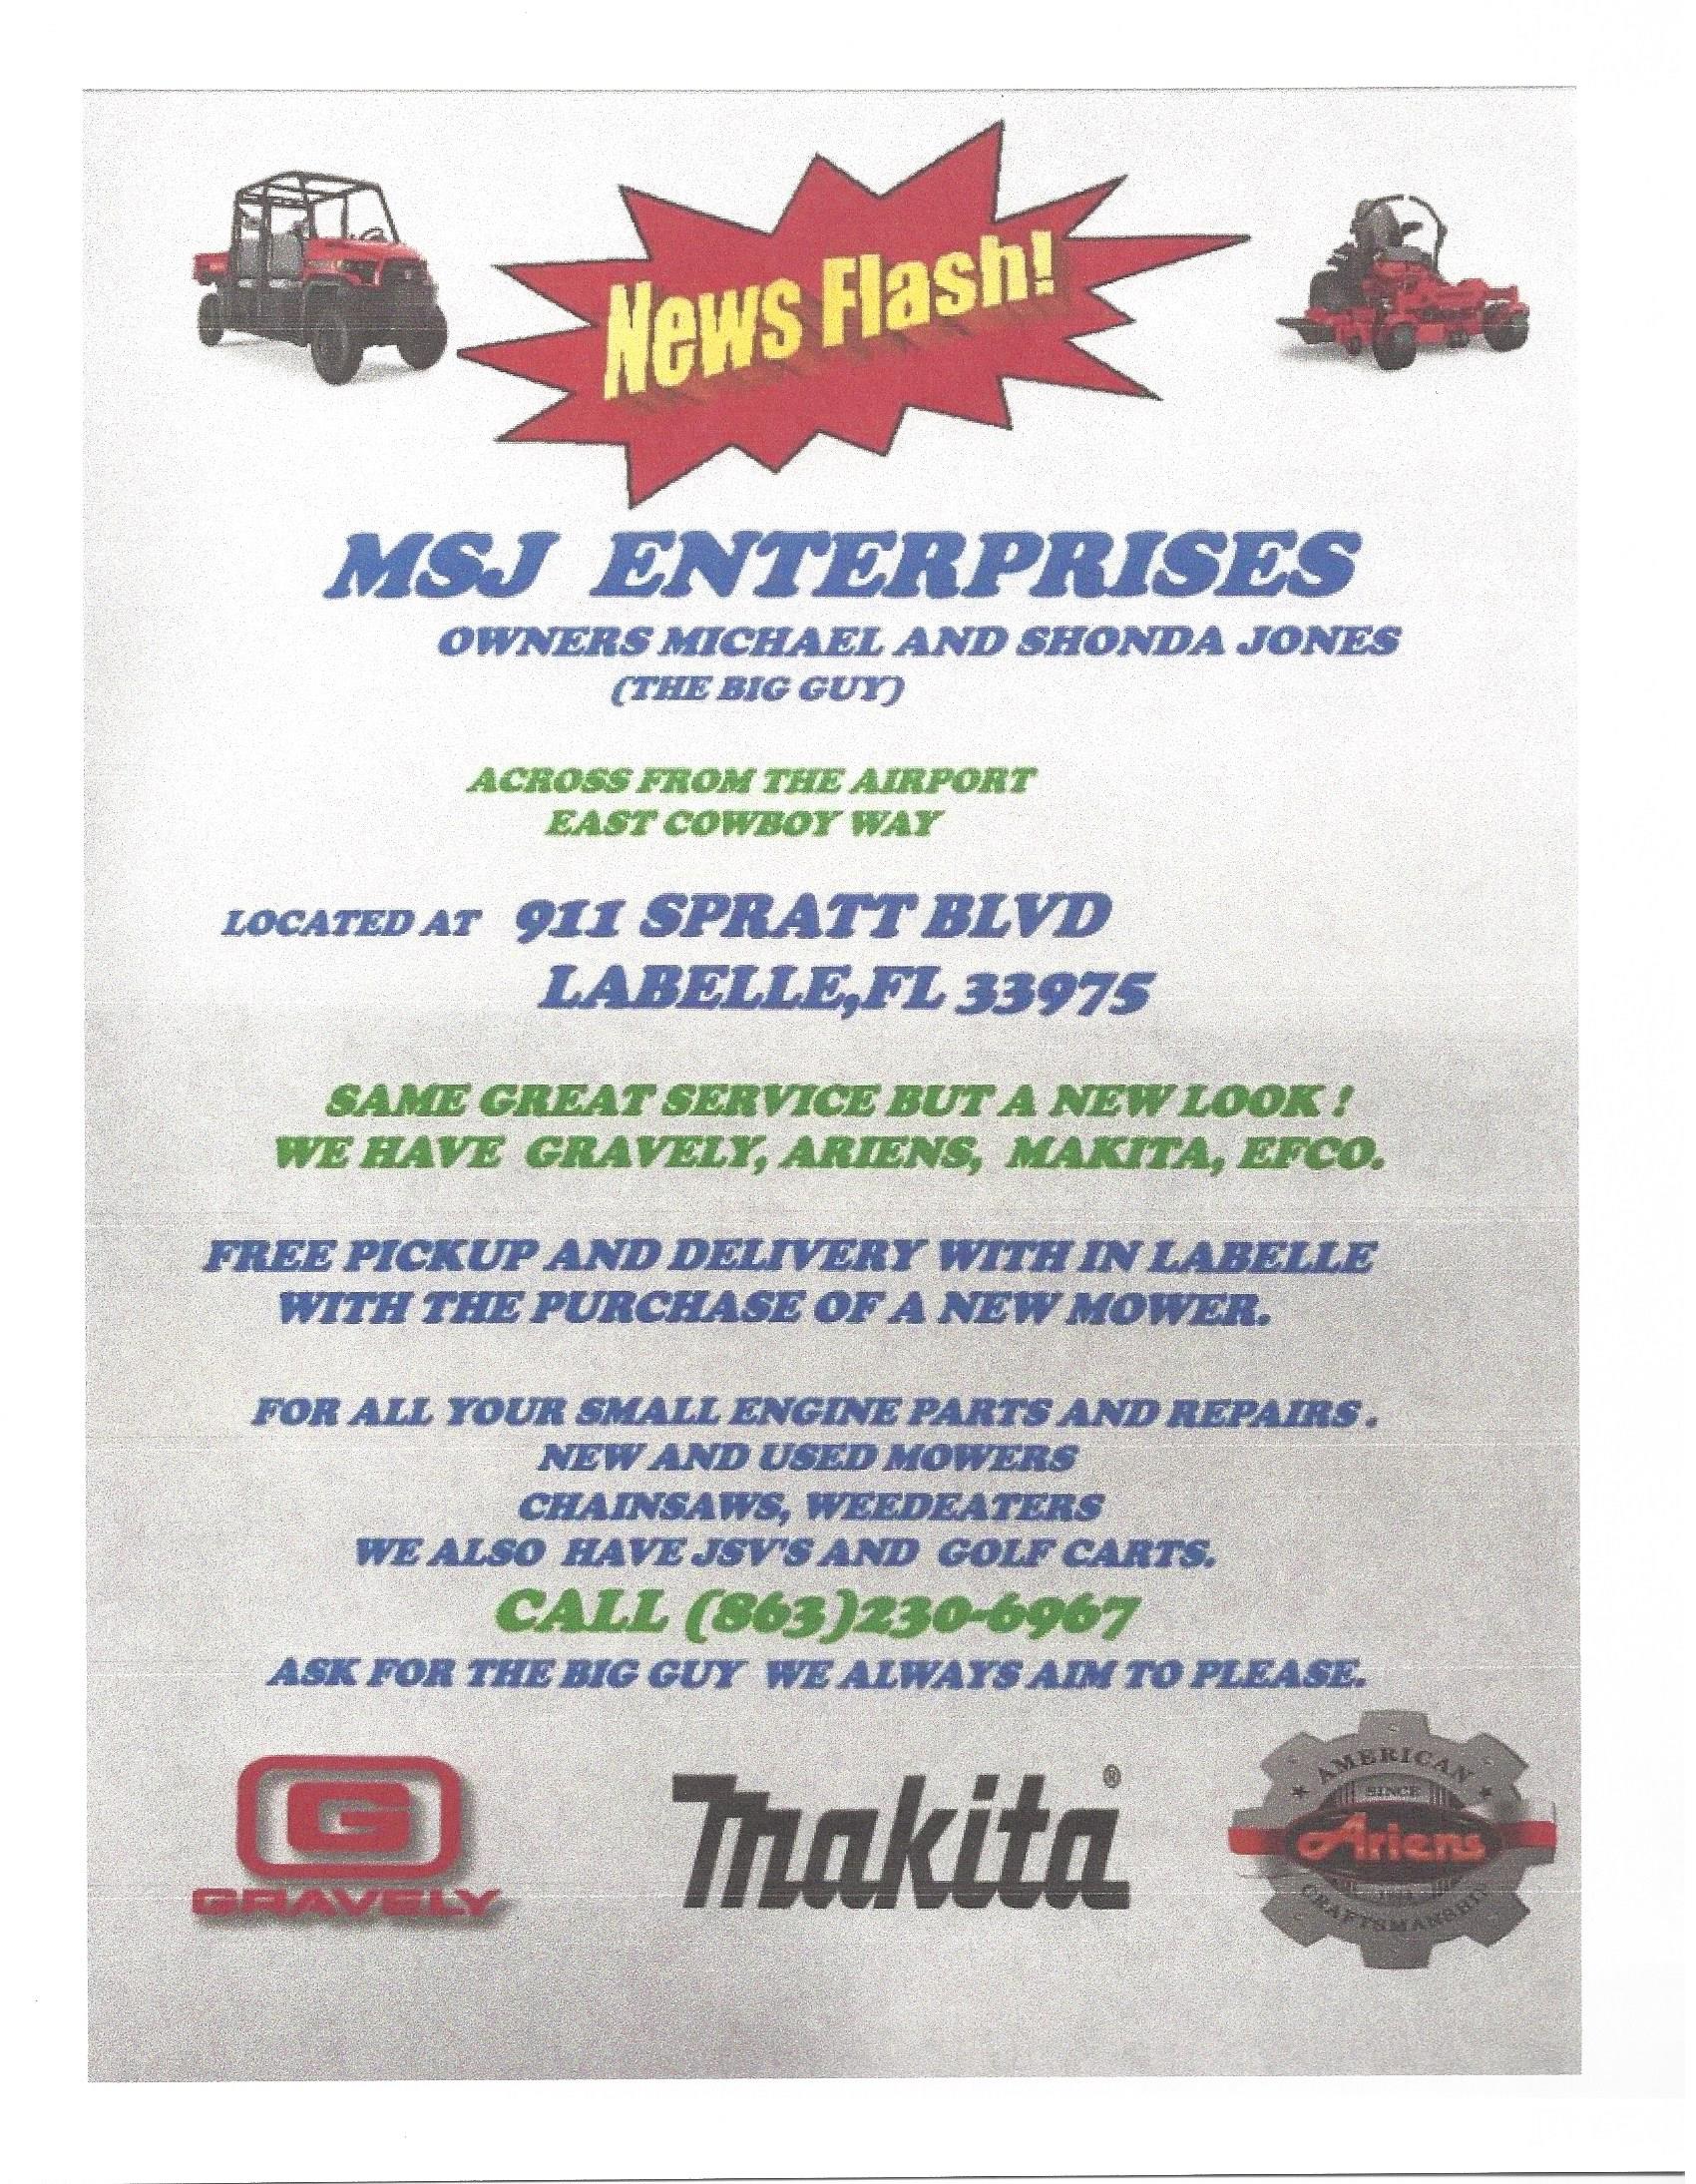 News Flash!
MSJ ENTERPRISES
OWNERS MICHAEL AND SHONDA JONES
(THE BIG GUY)
ACROSS FROM THE AIRPORT
EAST COWBOY WAY
LOCATED AT 911 SPRATT BLVD
LABELLE,FL 33975
SAME GREAT SERVICE BUT A NEW LOOK !
WE HAVE GRAVELY, ARIENS, MAKITA, EFCO.
FREE PICKUP AND DELIVERY WITH IN LABELLE
WITH THE PURCHASE OF A NEW MOWER.
FOR ALL YOUR SMALL ENGINE PARTS AND REPAIRS.
NEW AND USED MOWERS
CHAINSAWS, WEEDEATERS
WE ALSO HAVE JSV'S AND GOLF CARTS.
CALL (863)230-6967
ASK FOR THE BIG GUY WE ALWAYS AIM TO PLEASE.
G
GRAVELY
makita®
AMERICAN
SINCE
Ariens
CRAFTSMANSHIP